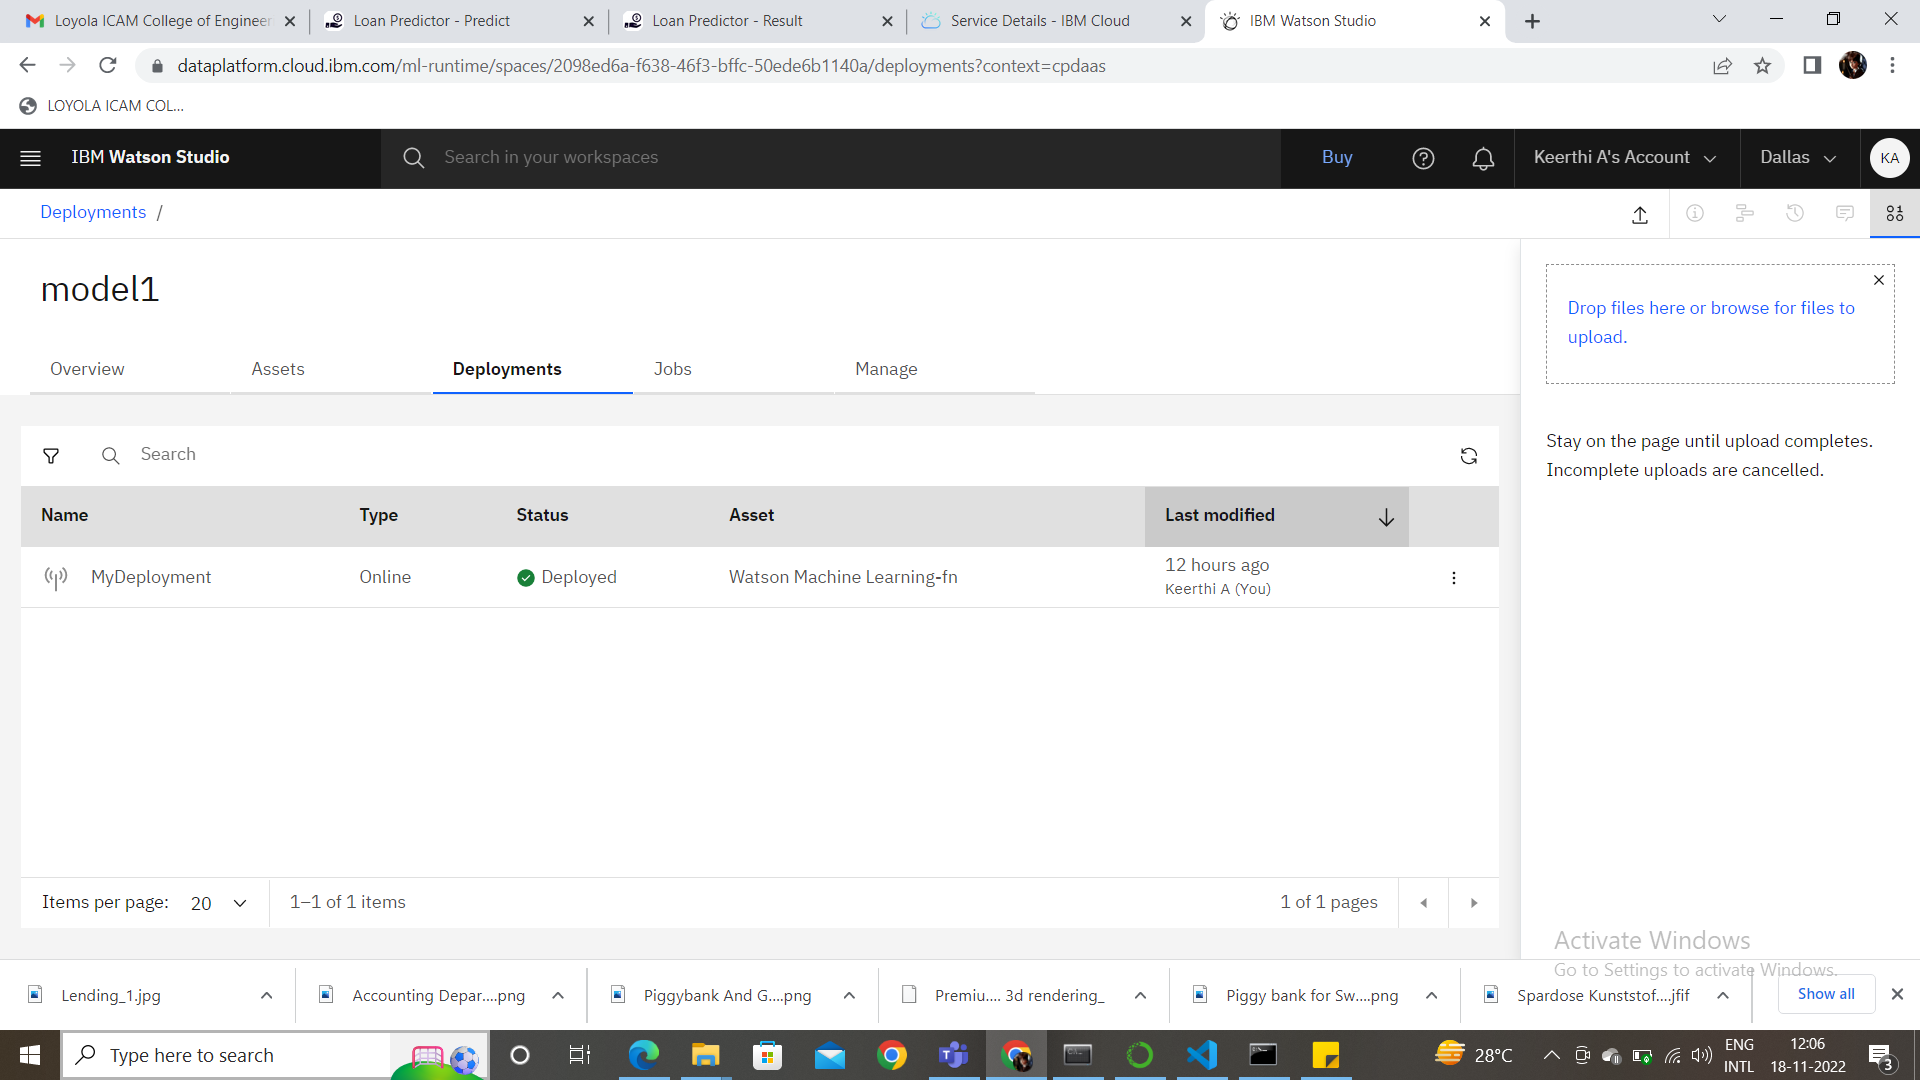 Loyola ICAM College of Engineer
Loan Predictor - Predict
Loan Predictor - Result
Service Details - IBM Cloud
IBM Watson Studio
dataplatform.cloud.ibm.com/ml-runtime/spaces/2098ed6a-f638-46f3-bffc-50ede6b1140a/deployments?context=cpdaas
LOYOLA ICAM COL...
IBM Watson Studio
Search in your workspaces
Buy
Keerthi A's Account
Dallas
KA
Deployments /
model1
Overview
Assets
Deployments
Jobs
Manage
Drop files here or browse for files to
upload.
Stay on the page until upload completes.
Incomplete uploads are cancelled.
Search
Name Type Status Asset Last modified
MyDeployment Online Deployed Watson Machine Learning-fn 12 hours ago
Keerthi A (You)
Items per page: 20 1–1 of 1 items 1 of 1 pages
Activate Windows
Go to Settings to activate Windows.
Lending_1.jpg
Accounting Depar....png
Piggybank And G....png
Premiu.... 3d rendering_
Piggy bank for Sw....png
Spardose Kunststof....jfif
Show all
Type here to search
28°C
ENG
INTL
12:06
18-11-2022
3